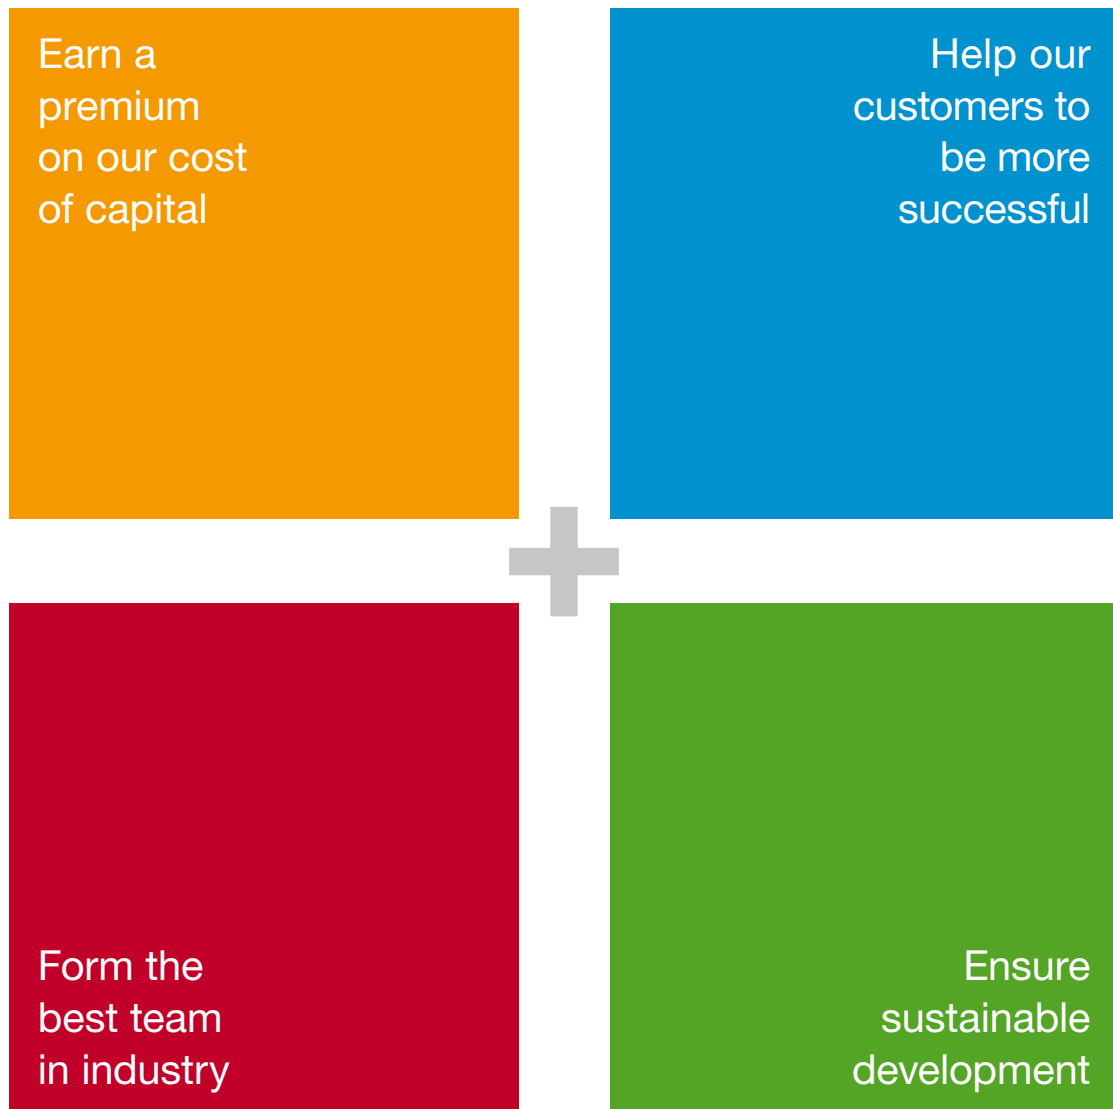 Earn a
premium
on our cost
of capital
Help our
customers to
be more
successful
Form the
best team
in industry
Ensure
sustainable
development